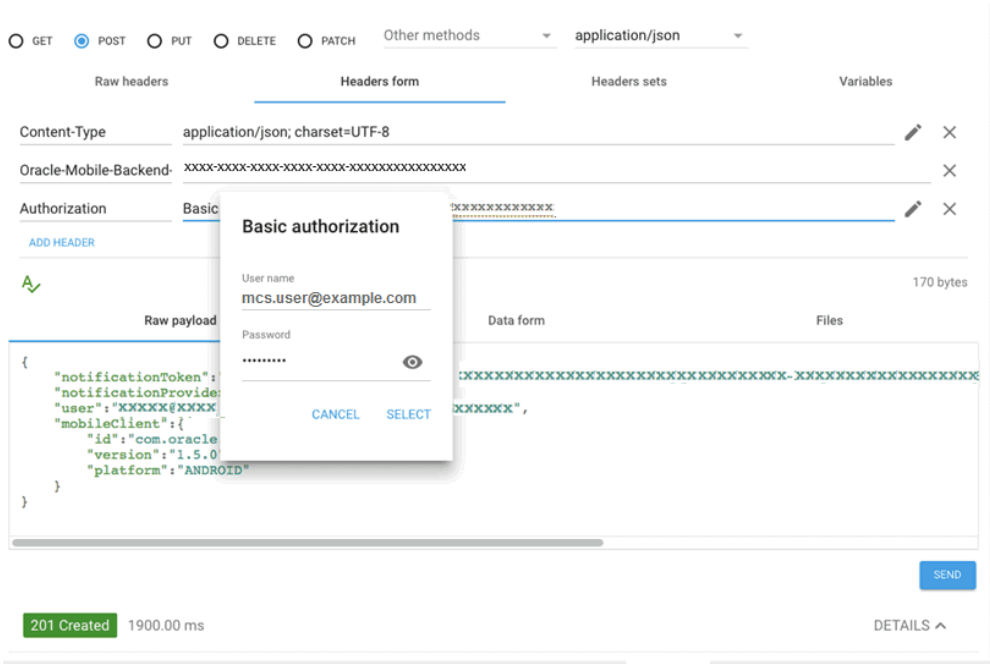 GET POST PUT DELETE PATCH Other methods application/json
Raw headers Headers form Headers sets Variables
Content-Type application/json; charset=UTF-8
Oracle-Mobile-Backend- xxxx-xxxx-xxxx-xxxx-xxxx-xxxxxxxxxxxxxxxx
Authorization Basic xxxxxxxxxxxxx
ADD HEADER
170 bytes
Raw payload Data form Files
Basic authorization
User name
mcs.user@example.com
Password
•••••••••
CANCEL SELECT
{
"notificationToken":
"notificationProvide
"user":"XXXXX@XXXX XXXXXXX",
"mobileClient":{
"id":"com.oracle
"version":"1.5.0
"platform":"ANDROID"
}
}
SEND
201 Created 1900.00 ms DETAILS